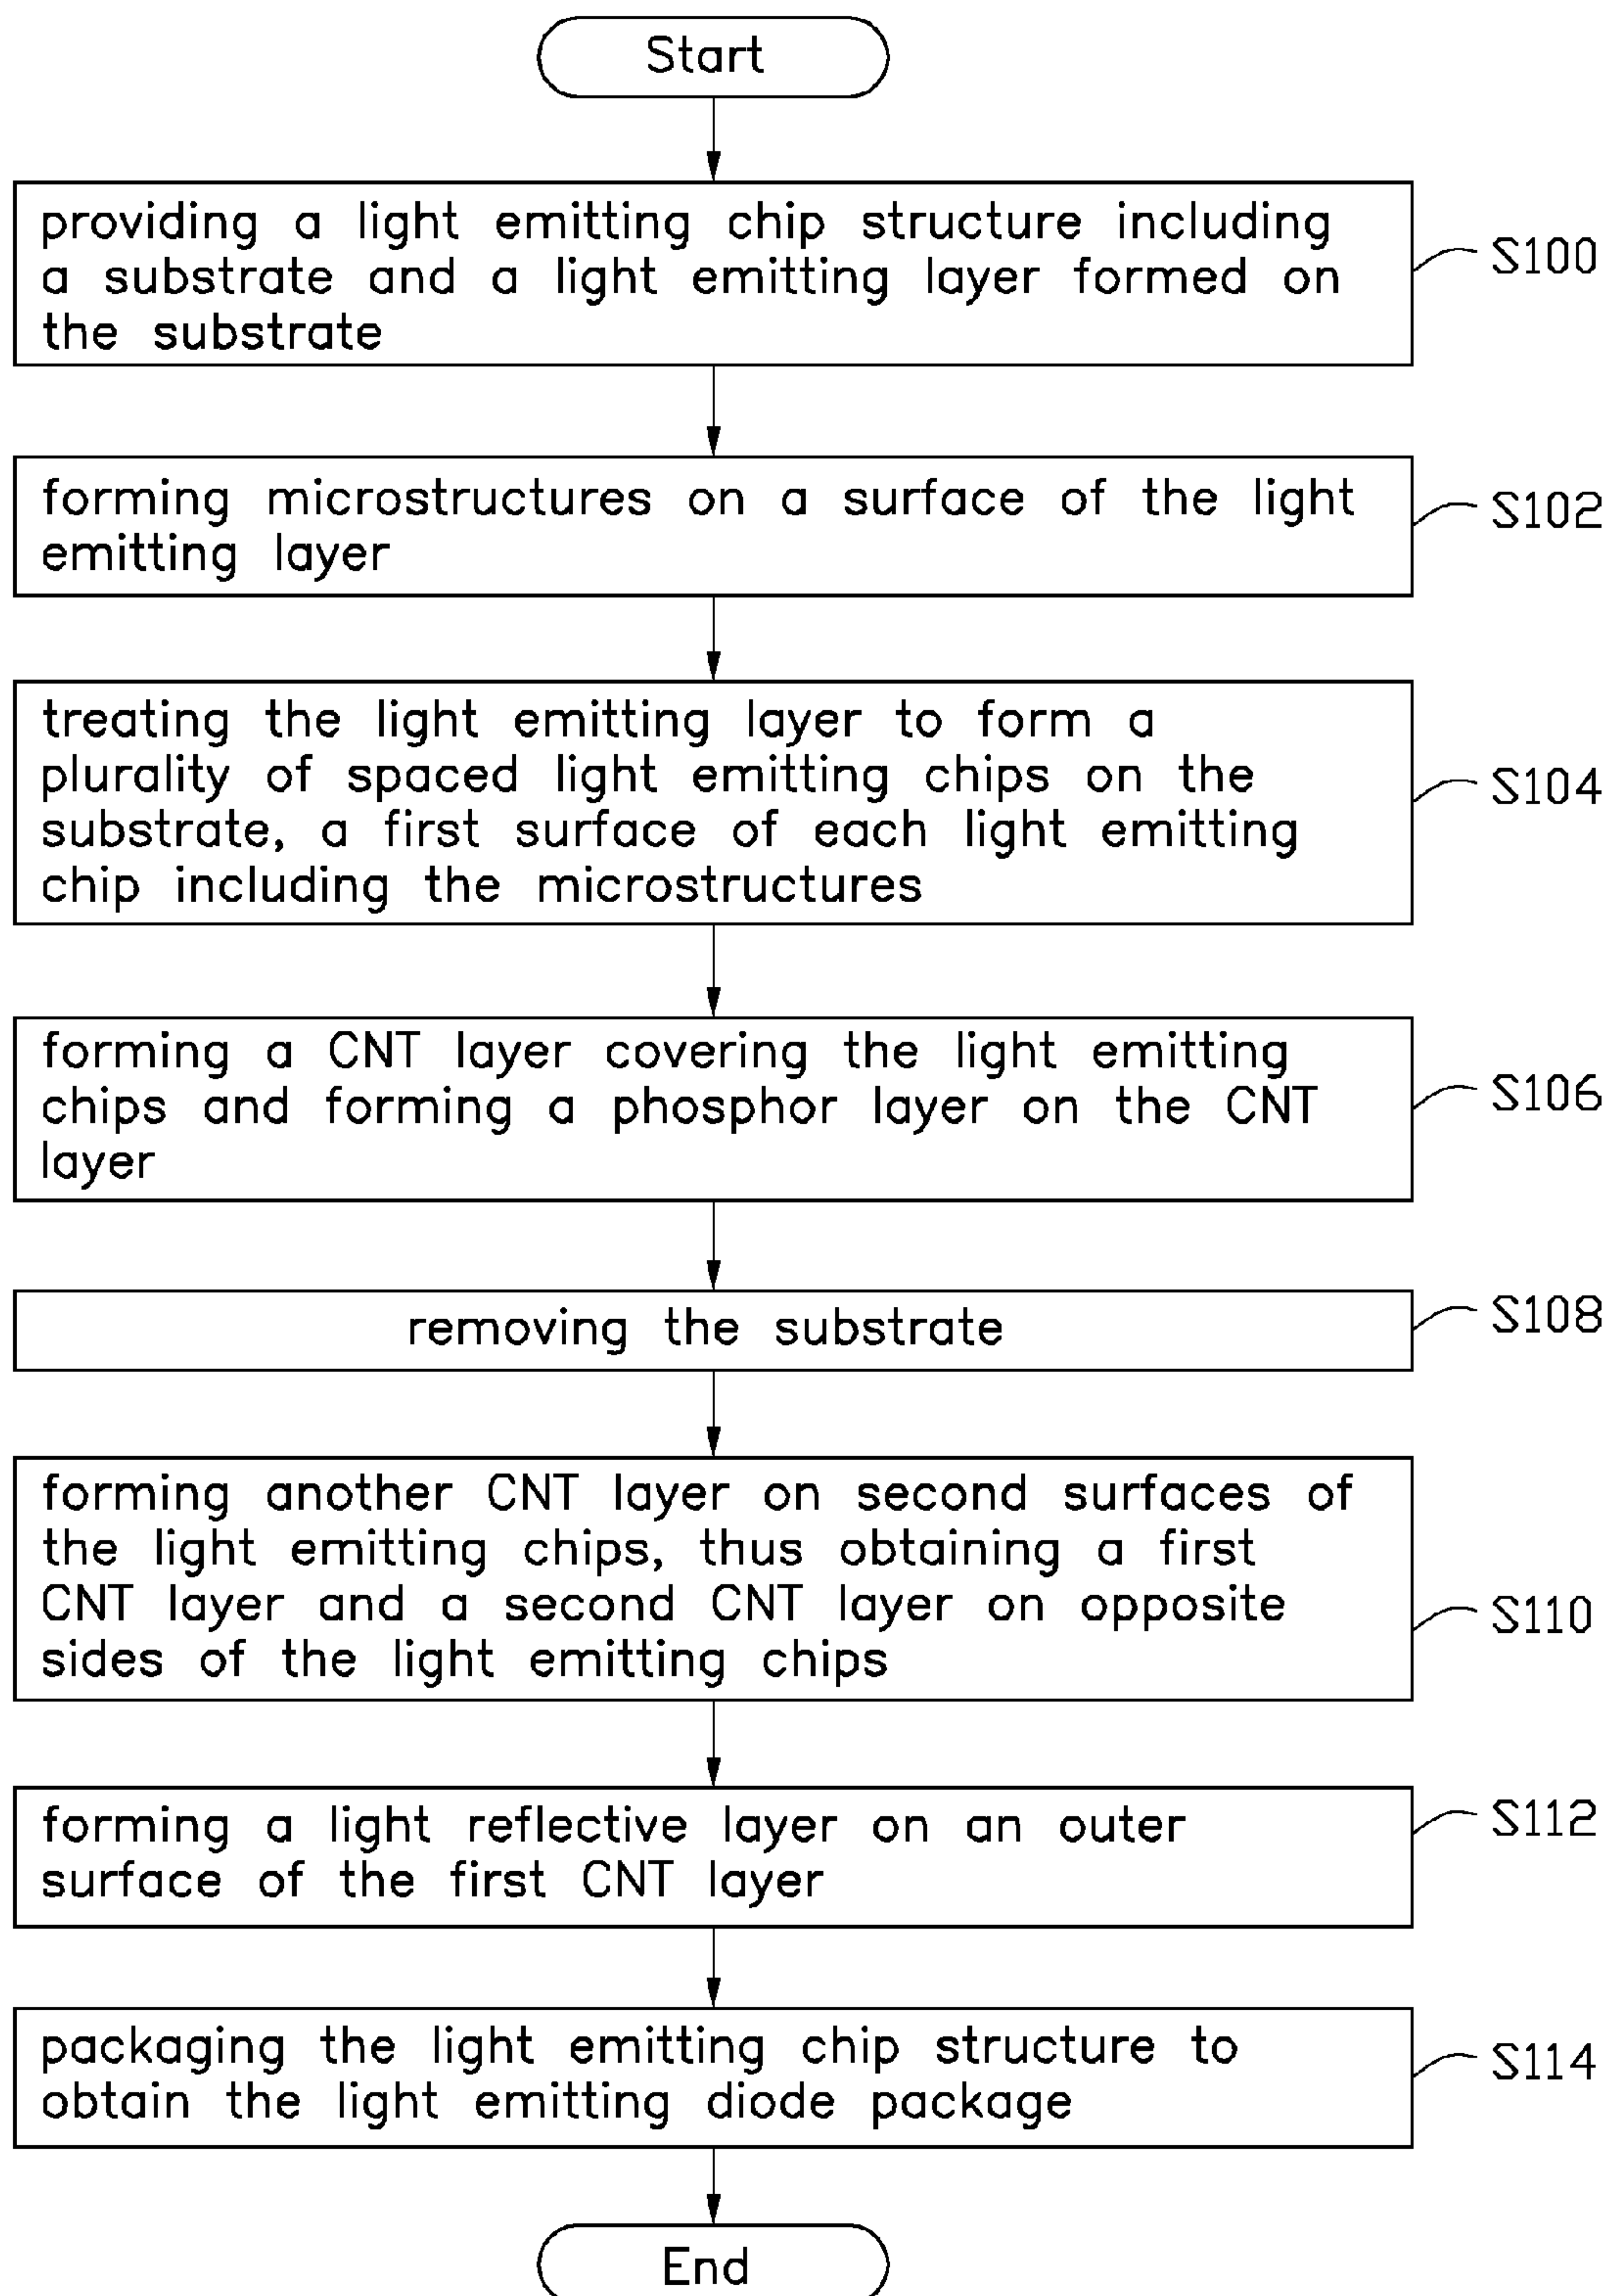 Start
providing a light emitting chip structure including
a substrate and a light emitting layer formed on
the substrate
S100
forming microstructures on a surface of the light
emitting layer
S102
treating the light emitting layer to form a
plurality of spaced light emitting chips on the
substrate, a first surface of each light emitting
chip including the microstructures
S104
forming a CNT layer covering the light emitting
chips and forming a phosphor layer on the CNT
layer
S106
removing the substrate
S108
forming another CNT layer on second surfaces of
the light emitting chips, thus obtaining a first
CNT layer and a second CNT layer on opposite
sides of the light emitting chips
S110
forming a light reflective layer on an outer
surface of the first CNT layer
S112
packaging the light emitting chip structure to
obtain the light emitting diode package
S114
End